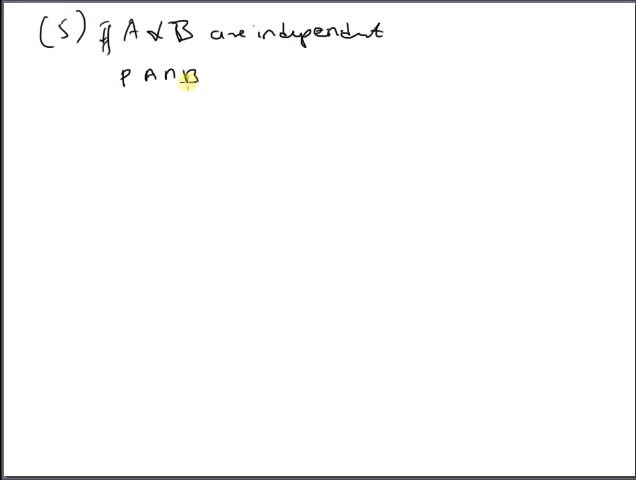 (5) If A & B are independent
P A ∩ B